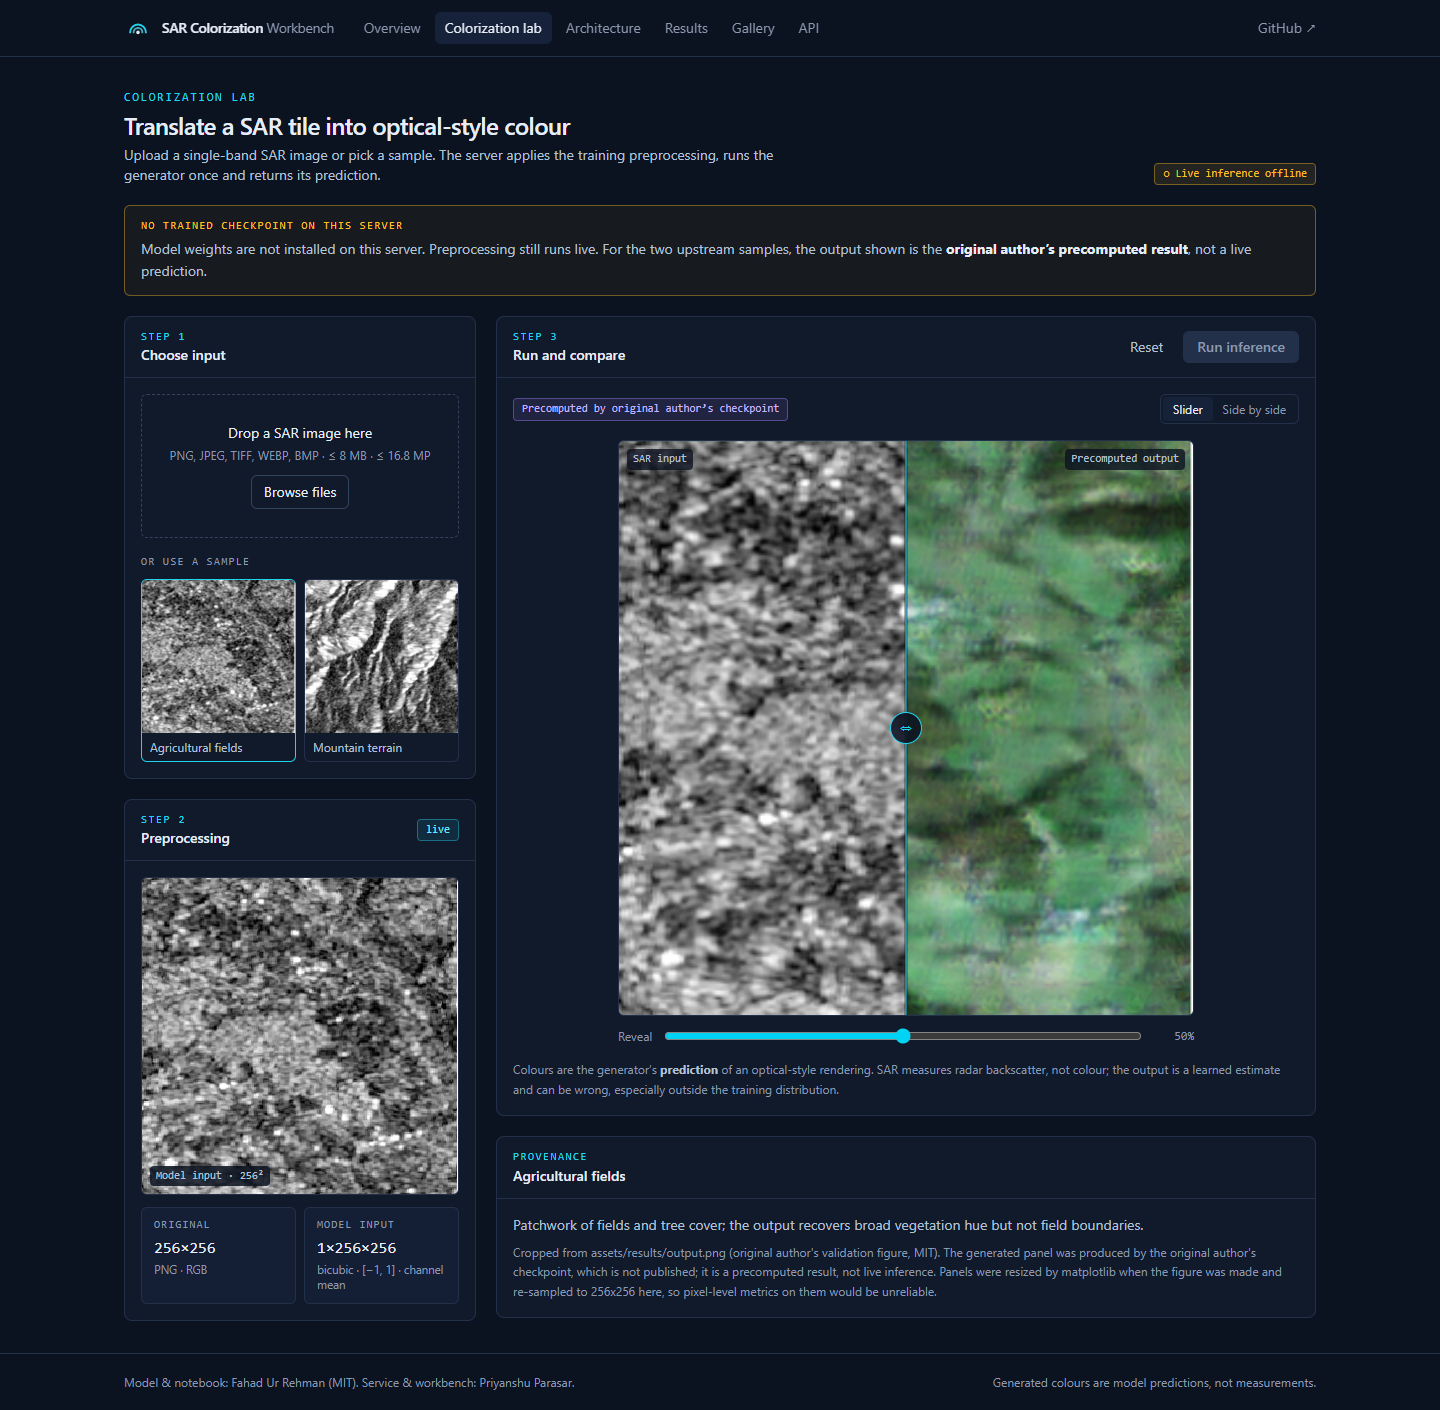 SAR Colorization Workbench
Overview
Colorization lab
Architecture
Results
Gallery
API
GitHub ↗
COLORIZATION LAB
Translate a SAR tile into optical-style colour
Upload a single-band SAR image or pick a sample. The server applies the training preprocessing, runs the
generator once and returns its prediction.
○ Live inference offline
NO TRAINED CHECKPOINT ON THIS SERVER
Model weights are not installed on this server. Preprocessing still runs live. For the two upstream samples, the output shown is the original author’s precomputed result, not a live
prediction.
STEP 1
Choose input
Drop a SAR image here
PNG, JPEG, TIFF, WEBP, BMP · ≤ 8 MB · ≤ 16.8 MP
Browse files
OR USE A SAMPLE
Agricultural fields
Mountain terrain
STEP 2
Preprocessing
live
Model input · 256²
ORIGINAL
256×256
PNG · RGB
MODEL INPUT
1×256×256
bicubic · [−1, 1] · channel
mean
STEP 3
Run and compare
Reset
Run inference
Precomputed by original author’s checkpoint
Slider
Side by side
SAR input
Precomputed output
⇔
Reveal
50%
Colours are the generator’s prediction of an optical-style rendering. SAR measures radar backscatter, not colour; the output is a learned estimate
and can be wrong, especially outside the training distribution.
PROVENANCE
Agricultural fields
Patchwork of fields and tree cover; the output recovers broad vegetation hue but not field boundaries.
Cropped from assets/results/output.png (original author's validation figure, MIT). The generated panel was produced by the original author's
checkpoint, which is not published; it is a precomputed result, not live inference. Panels were resized by matplotlib when the figure was made and
re-sampled to 256x256 here, so pixel-level metrics on them would be unreliable.
Model & notebook: Fahad Ur Rehman (MIT). Service & workbench: Priyanshu Parasar.
Generated colours are model predictions, not measurements.